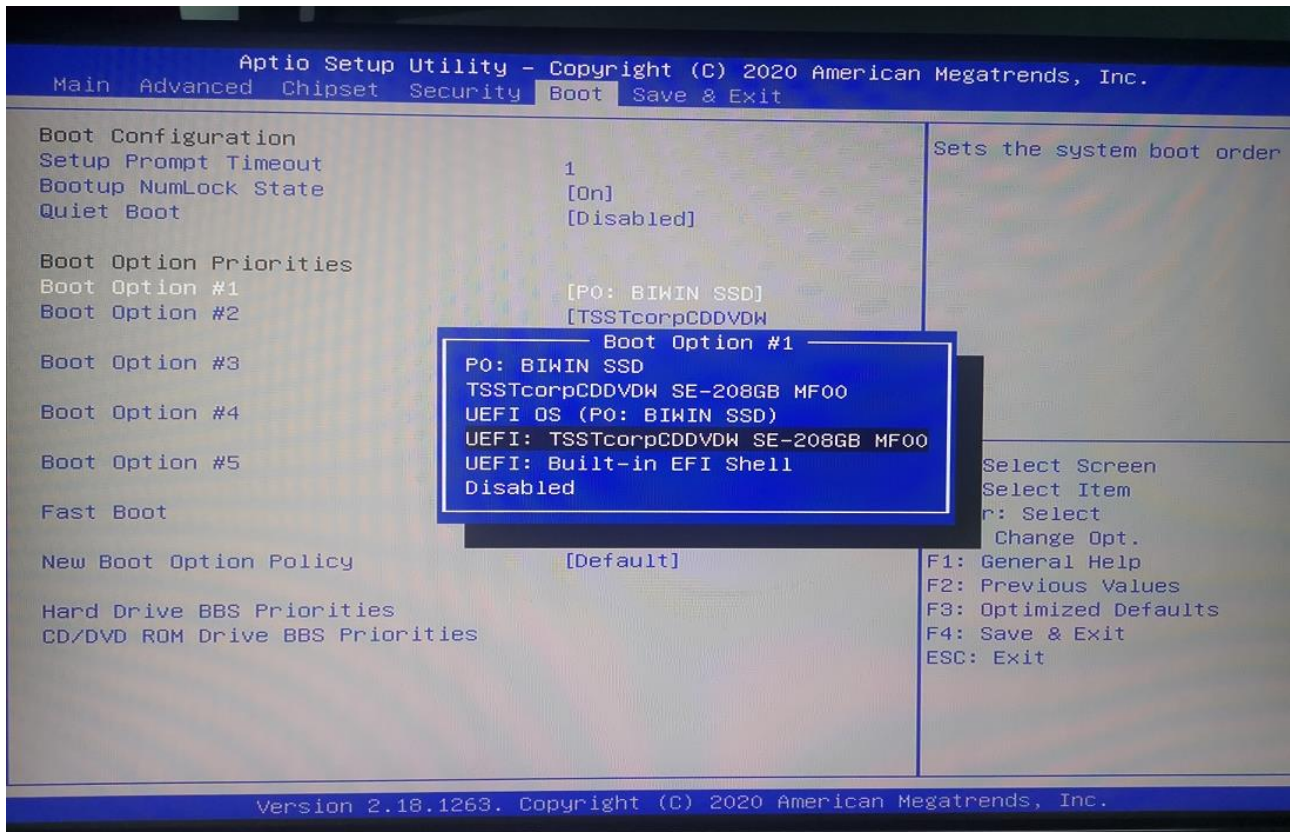 Aptio Setup Utility – Copyright (C) 2020 American Megatrends, Inc.
Main Advanced Chipset Security Boot Save & Exit
Boot Configuration
Setup Prompt Timeout 1
Bootup NumLock State [On]
Quiet Boot [Disabled]
Boot Option Priorities
Boot Option #1 [PO: BIWIN SSD]
Boot Option #2 [TSSTcorpCDDVDW
Boot Option #3
Boot Option #4
Boot Option #5
Fast Boot
New Boot Option Policy [Default]
Hard Drive BBS Priorities
CD/DVD ROM Drive BBS Priorities
Boot Option #1
PO: BIWIN SSD
TSSTcorpCDDVDW SE-208GB MF00
UEFI OS (PO: BIWIN SSD)
UEFI: TSSTcorpCDDVDW SE-208GB MF00
UEFI: Built-in EFI Shell
Disabled
Sets the system boot order
Select Screen
Select Item
r: Select
Change Opt.
F1: General Help
F2: Previous Values
F3: Optimized Defaults
F4: Save & Exit
ESC: Exit
Version 2.18.1263. Copyright (C) 2020 American Megatrends, Inc.